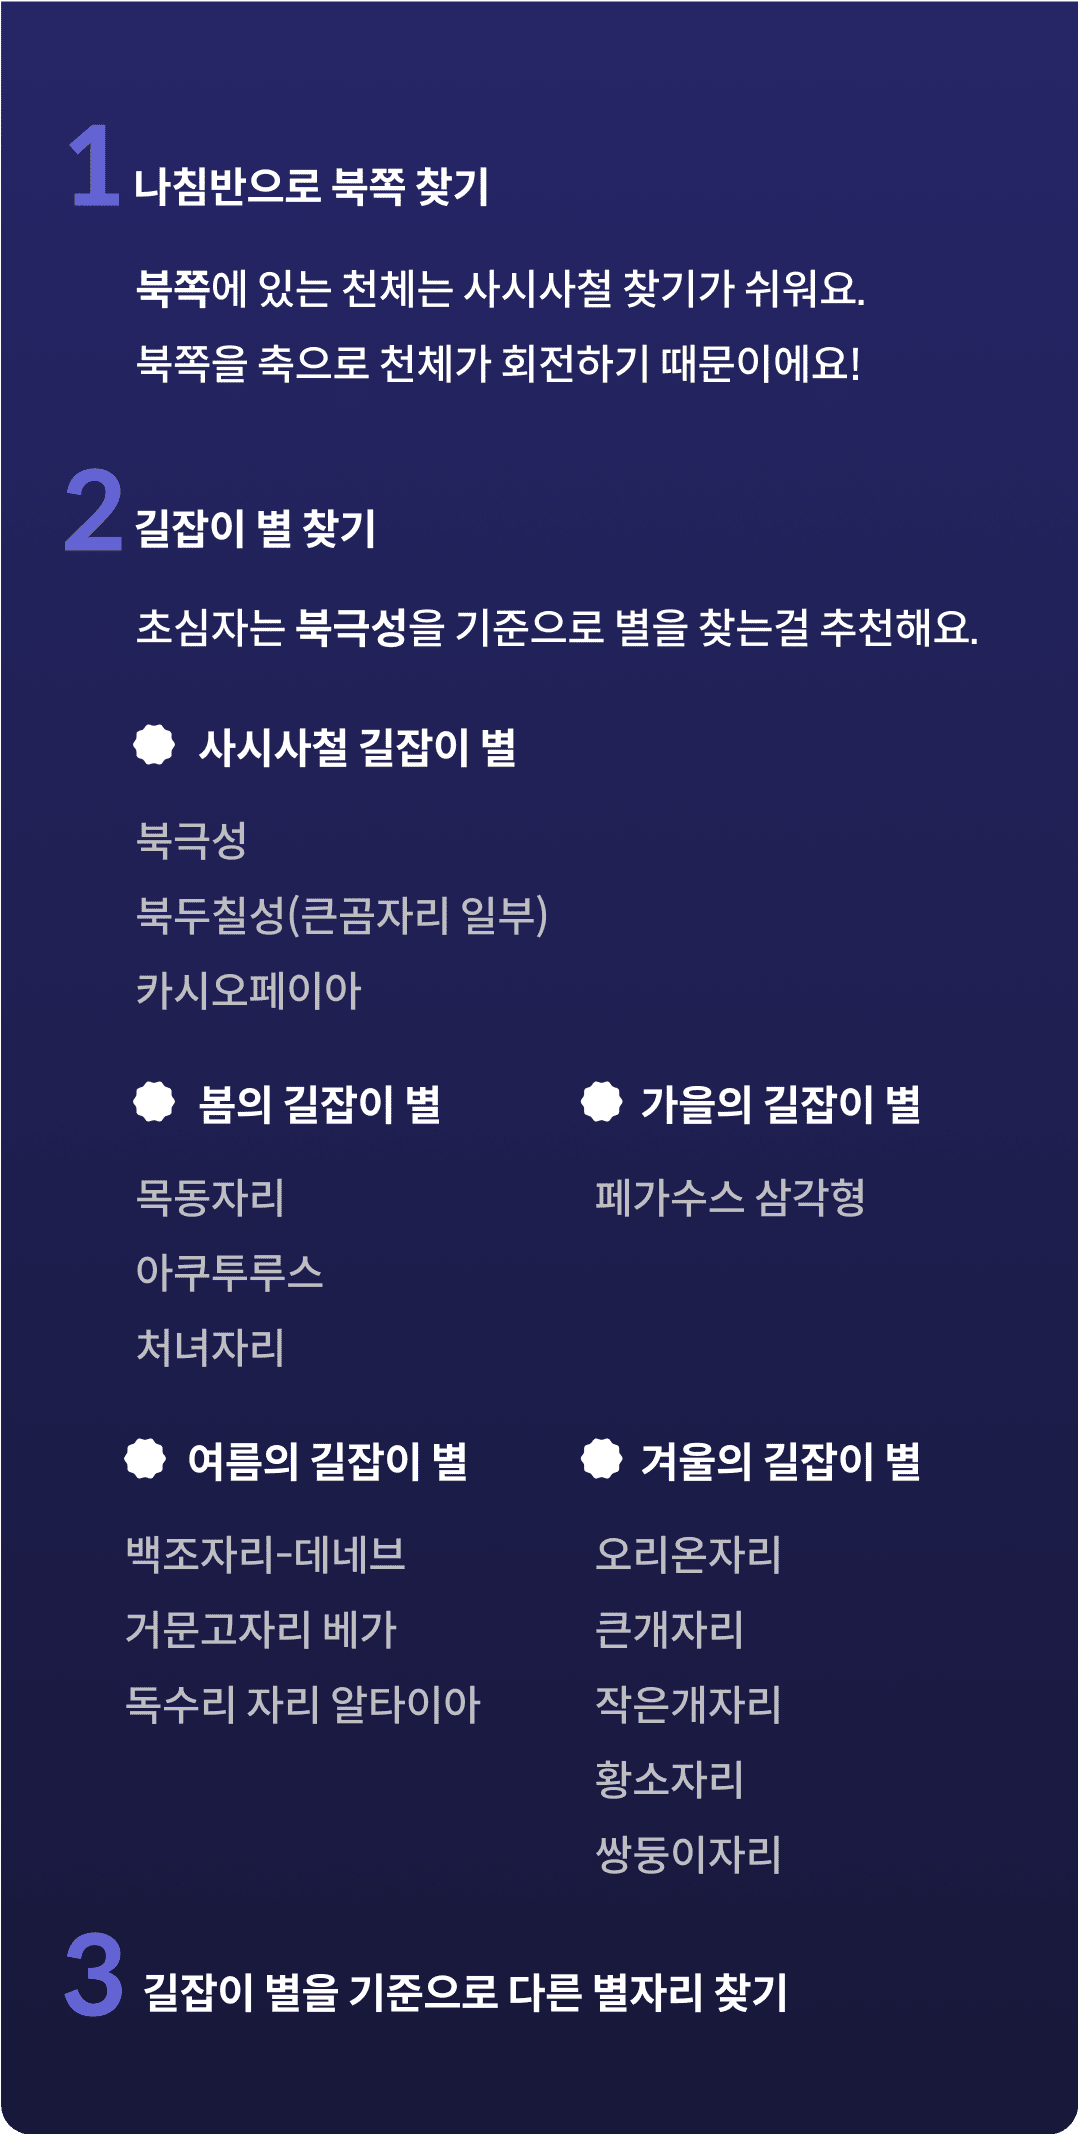 1 나침반으로 북쪽 찾기
북쪽에 있는 천체는 사시사철 찾기가 쉬워요.
북쪽을 축으로 천체가 회전하기 때문이에요!
2 길잡이 별 찾기
초심자는 북극성을 기준으로 별을 찾는걸 추천해요.
사시사철 길잡이 별
북극성
북두칠성(큰곰자리 일부)
카시오페이아
봄의 길잡이 별
목동자리
아쿠투루스
처녀자리
가을의 길잡이 별
페가수스 삼각형
여름의 길잡이 별
백조자리-데네브
거문고자리 베가
독수리 자리 알타이아
겨울의 길잡이 별
오리온자리
큰개자리
작은개자리
황소자리
쌍둥이자리
3 길잡이 별을 기준으로 다른 별자리 찾기